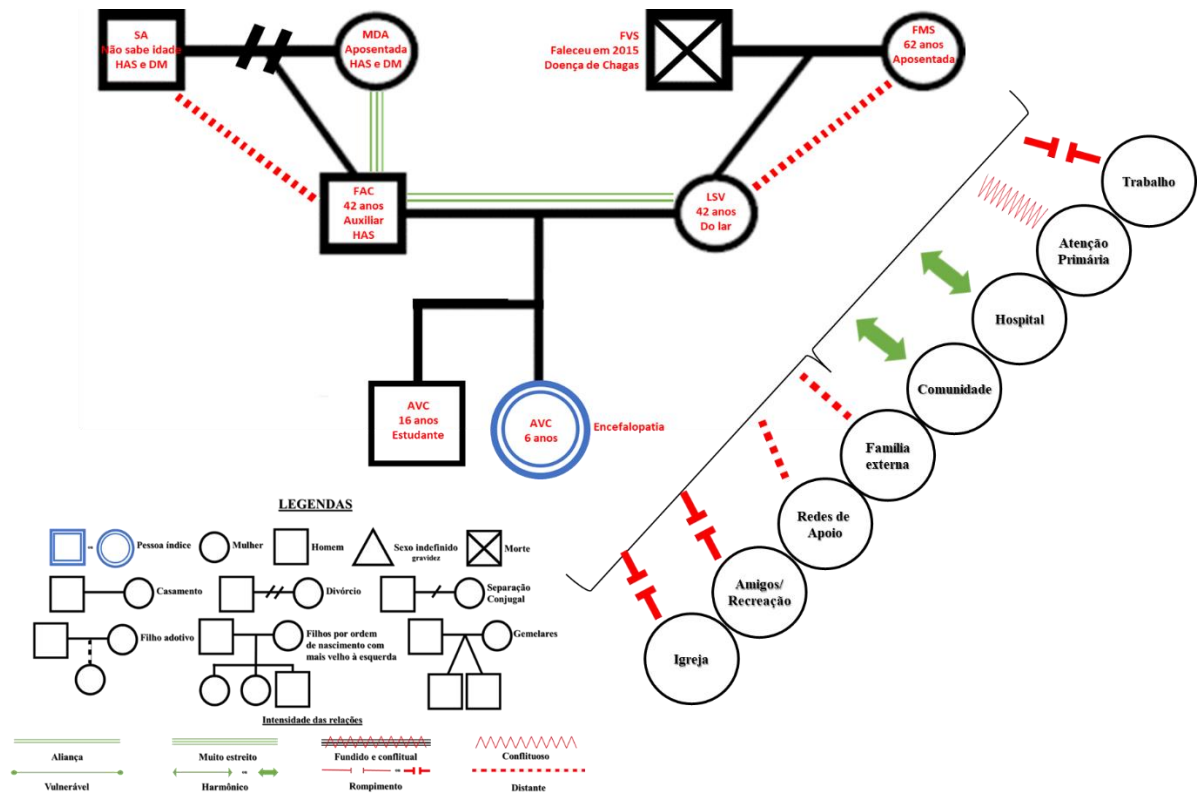 SA
Não sabe idade
HAS e DM
MDA
Aposentada
HAS e DM
FVS
Faleceu em 2015
Doença de Chagas
FMS
62 anos
Aposentada
FAC
42 anos
Auxiliar
HAS
LSV
42 anos
Do lar
AVC
16 anos
Estudante
AVC
6 anos
Encefalopatia
Trabalho
Atenção
Primária
Hospital
Comunidade
Família
externa
Redes de
Apoio
Amigos/
Recreação
Igreja
LEGENDAS
ou
Pessoa índice
Mulher
Homem
Sexo indefinido
gravidez
Morte
Casamento
Divórcio
Separação
Conjugal
Filho adotivo
Filhos por ordem
de nascimento com
mais velho à esquerda
Gemelares
Intensidade das relações
Aliança
Muito estreito
Fundido e conflitual
Conflituoso
Vulnerável
ou
Harmônico
ou
Rompimento
Distante